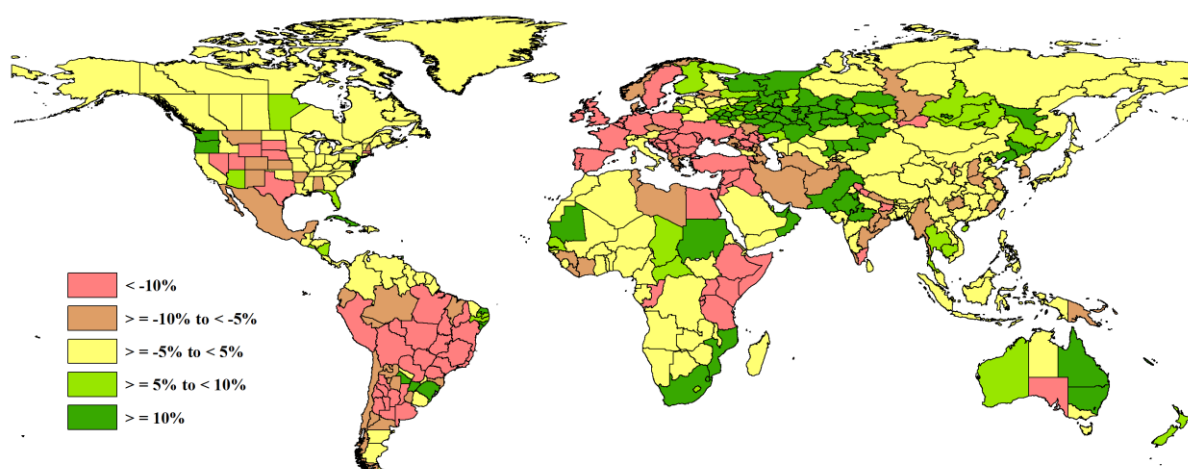 < -10%
> = -10% to < -5%
> = -5% to < 5%
> = 5% to < 10%
> = 10%